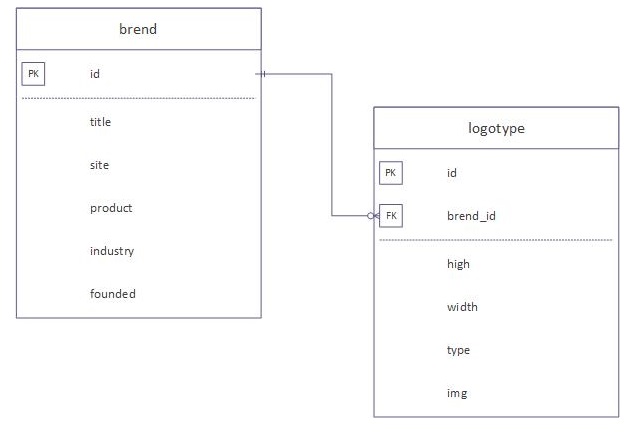 brend
PK id
title
site
product
industry
founded
logotype
PK id
FK brend_id
high
width
type
img